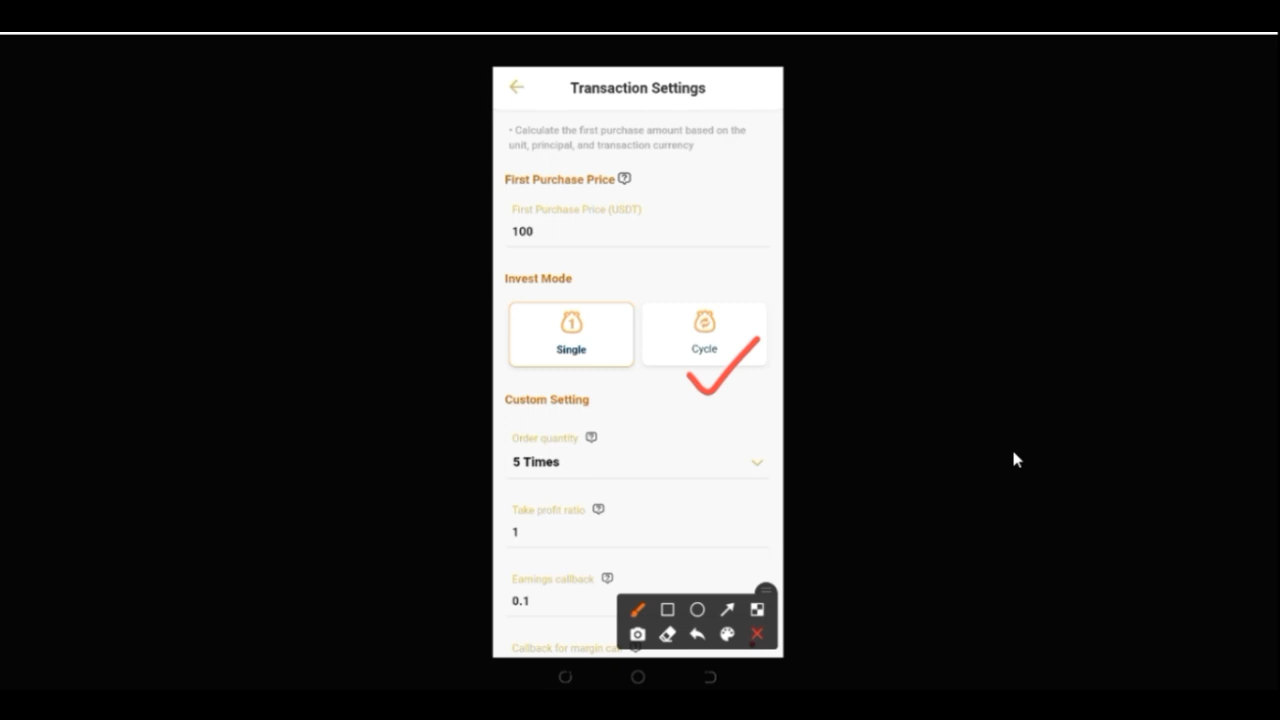 Transaction Settings
• Calculate the first purchase amount based on the
unit, principal, and transaction currency
First Purchase Price
First Purchase Price (USDT)
100
Invest Mode
1
Single
Cycle
Custom Setting
Order quantity
5 Times
Take profit ratio
1
Earnings callback
0.1
Callback for margin